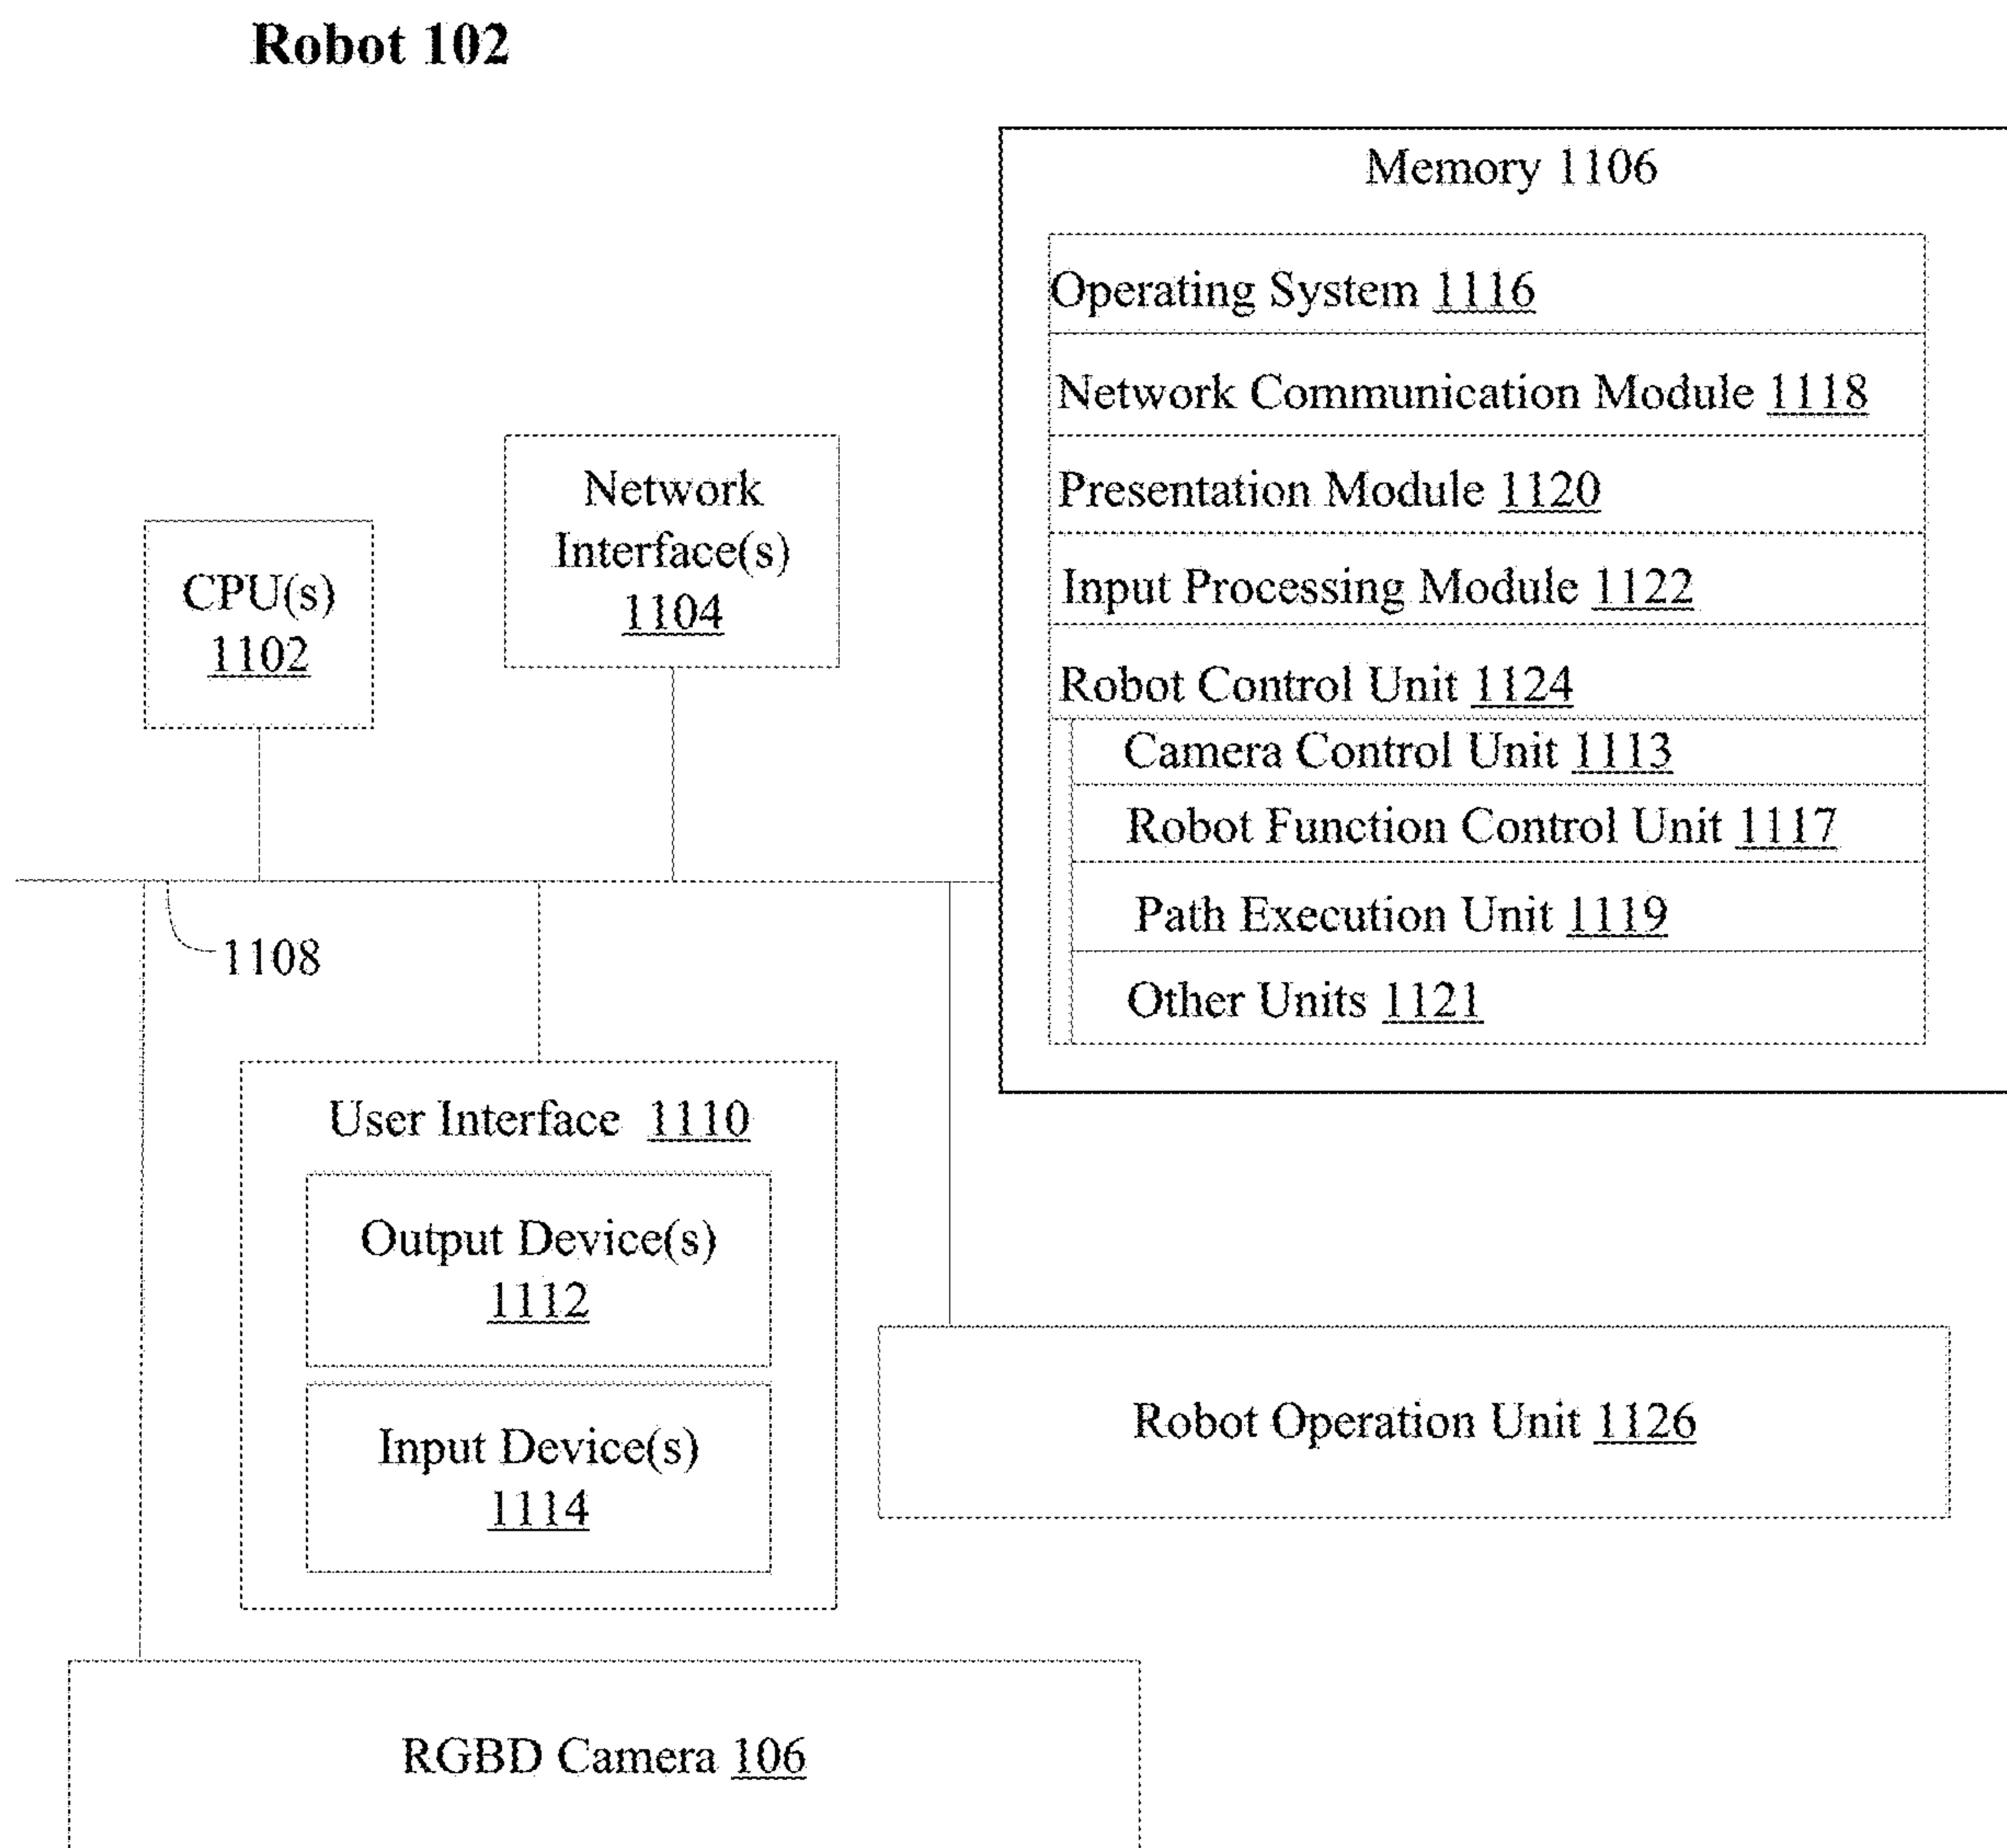 Robot 102
Memory 1106
Operating System 1116
Network Communication Module 1118
Presentation Module 1120
Input Processing Module 1122
Robot Control Unit 1124
Camera Control Unit 1113
Robot Function Control Unit 1117
Path Execution Unit 1119
Other Units 1121
Network
Interface(s)
1104
CPU(s)
1102
1108
User Interface 1110
Output Device(s)
1112
Input Device(s)
1114
Robot Operation Unit 1126
RGBD Camera 106